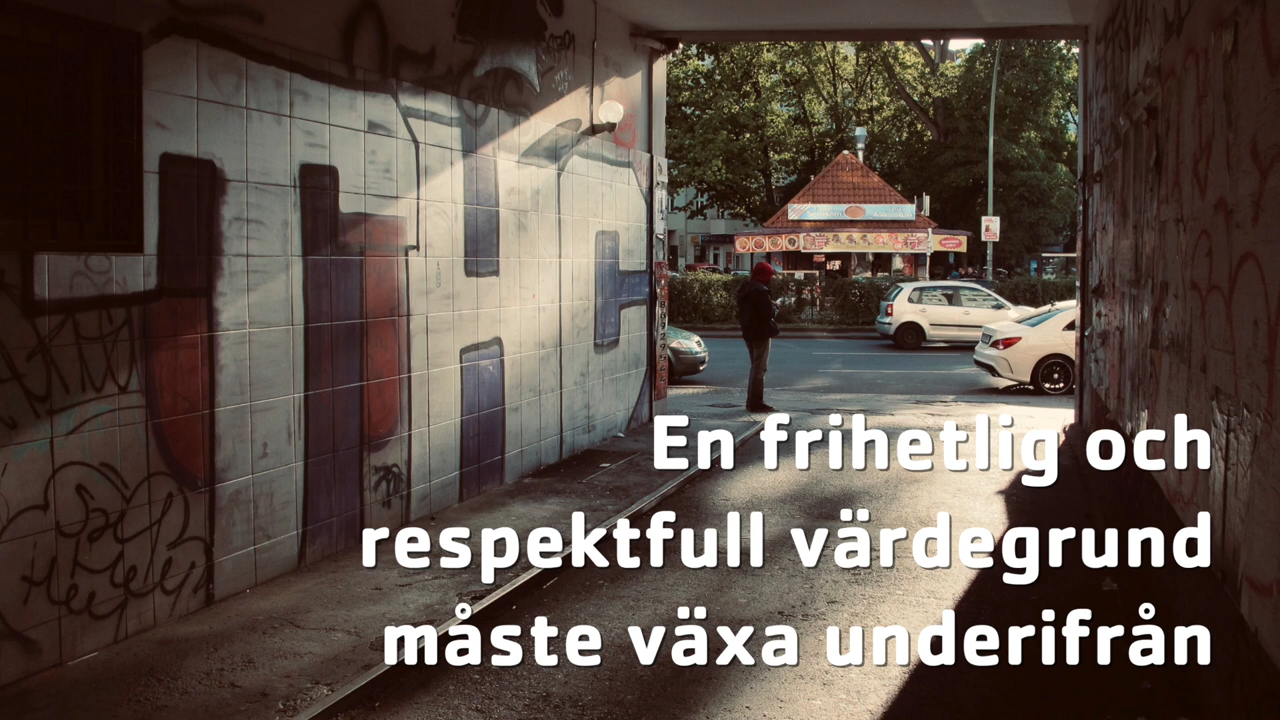 En frihetlig och
respektfull värdegrund
måste växa underifrån